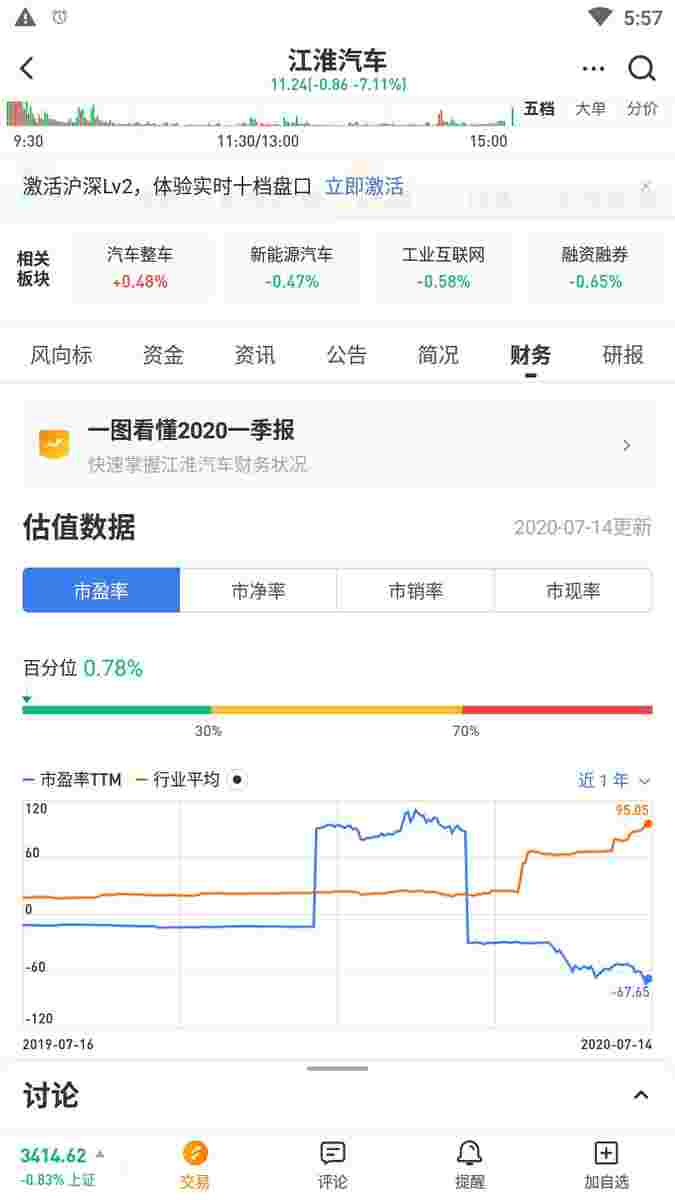 5:57
江淮汽车
11.24(-0.86 -7.11%)
五档 大单 分价
9:30 11:30/13:00 15:00
激活沪深Lv2，体验实时十档盘口 立即激活 ×
相关板块
汽车整车 +0.48%
新能源汽车 -0.47%
工业互联网 -0.58%
融资融券 -0.65%
风向标 资金 资讯 公告 简况 财务 研报
一图看懂2020一季报
快速掌握江淮汽车财务状况
估值数据 2020-07-14更新
市盈率 市净率 市销率 市现率
百分位 0.78%
30% 70%
市盈率TTM 行业平均 近1年
120 95.05
60
0
-60
-67.65
-120
2019-07-16 2020-07-14
讨论
3414.62
-0.83% 上证
交易 评论 提醒 加自选